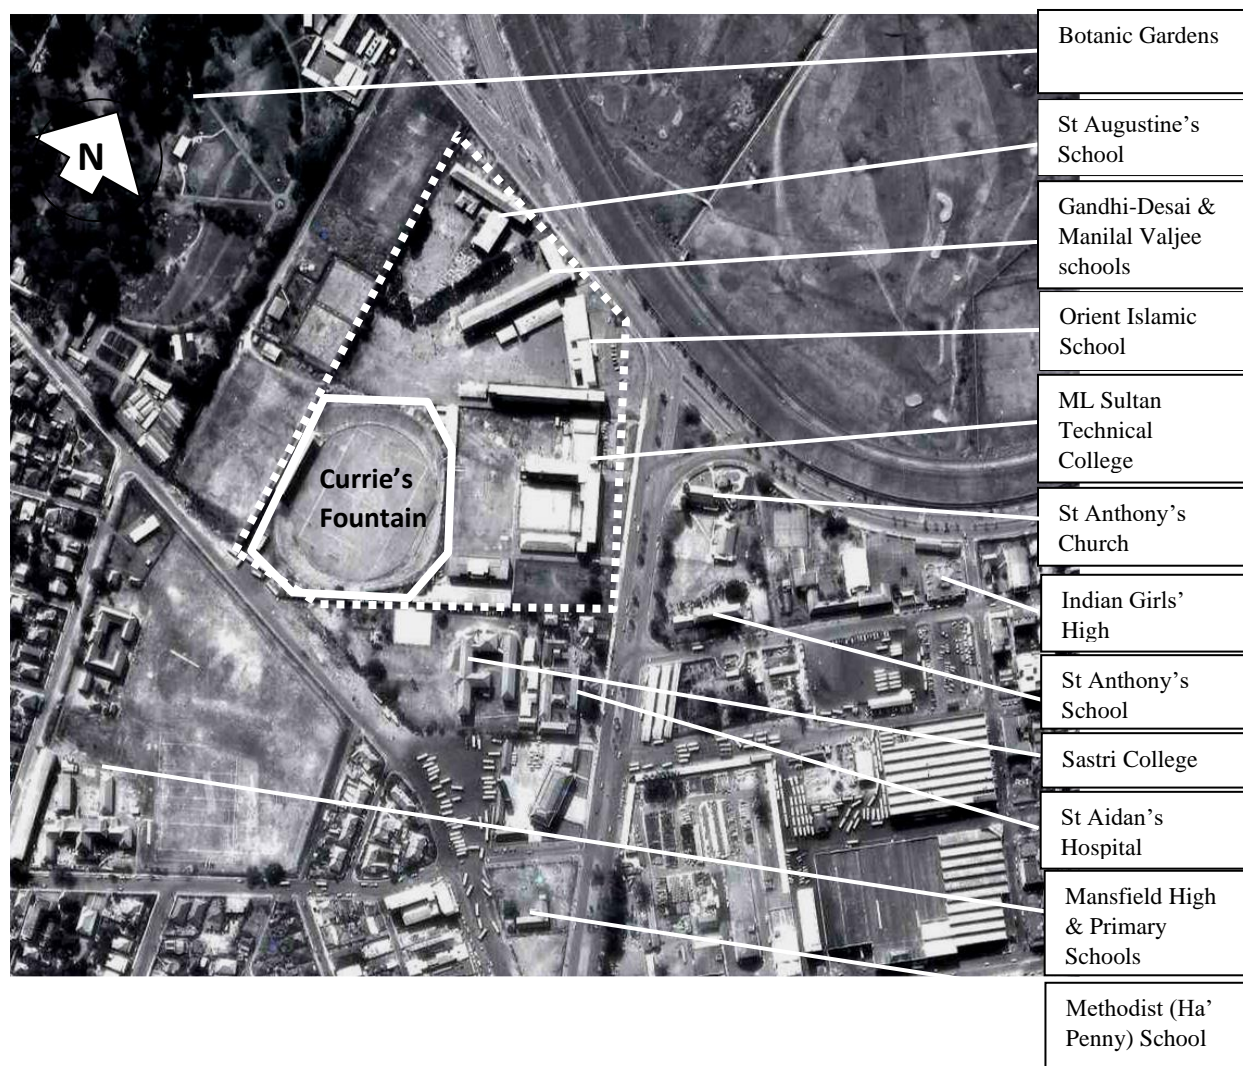 Botanic Gardens
St Augustine’s
School
Gandhi-Desai &
Manilal Valjee
schools
Orient Islamic
School
ML Sultan
Technical
College
St Anthony’s
Church
Indian Girls’
High
St Anthony’s
School
Sastri College
St Aidan’s
Hospital
Mansfield High
& Primary
Schools
Methodist (Ha’
Penny) School
N
Currie’s
Fountain